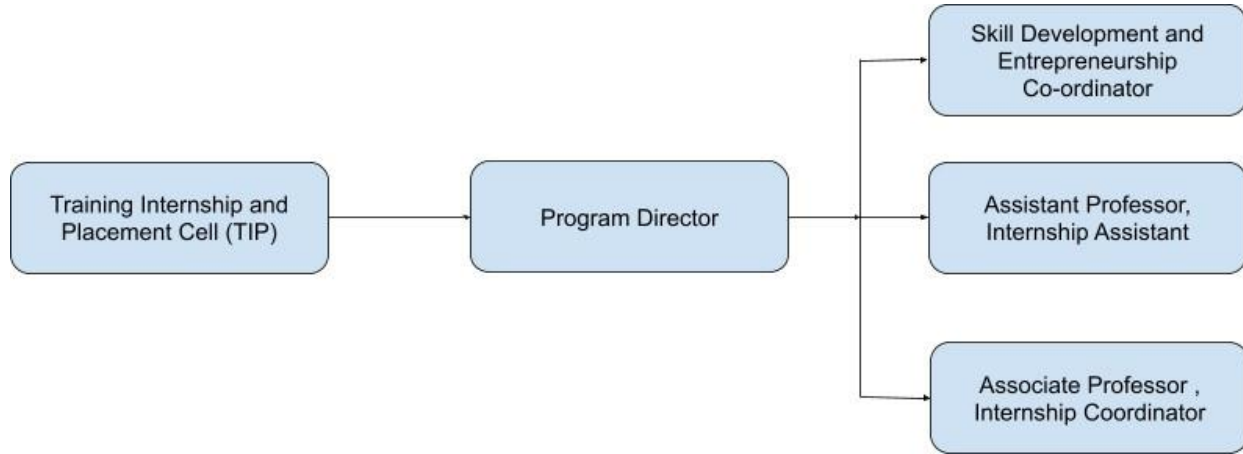 Training Internship and
Placement Cell (TIP)
Program Director
Skill Development and
Entrepreneurship
Co-ordinator
Assistant Professor,
Internship Assistant
Associate Professor ,
Internship Coordinator